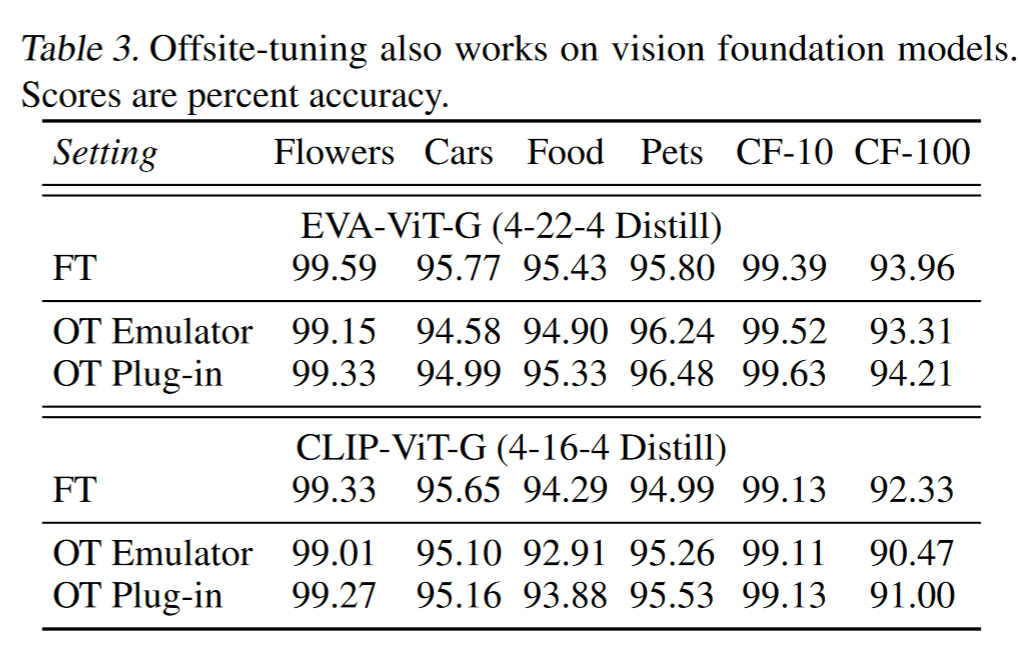 Table 3. Offsite-tuning also works on vision foundation models.
Scores are percent accuracy.
Setting Flowers Cars Food Pets CF-10 CF-100
EVA-ViT-G (4-22-4 Distill)
FT 99.59 95.77 95.43 95.80 99.39 93.96
OT Emulator 99.15 94.58 94.90 96.24 99.52 93.31
OT Plug-in 99.33 94.99 95.33 96.48 99.63 94.21
CLIP-ViT-G (4-16-4 Distill)
FT 99.33 95.65 94.29 94.99 99.13 92.33
OT Emulator 99.01 95.10 92.91 95.26 99.11 90.47
OT Plug-in 99.27 95.16 93.88 95.53 99.13 91.00